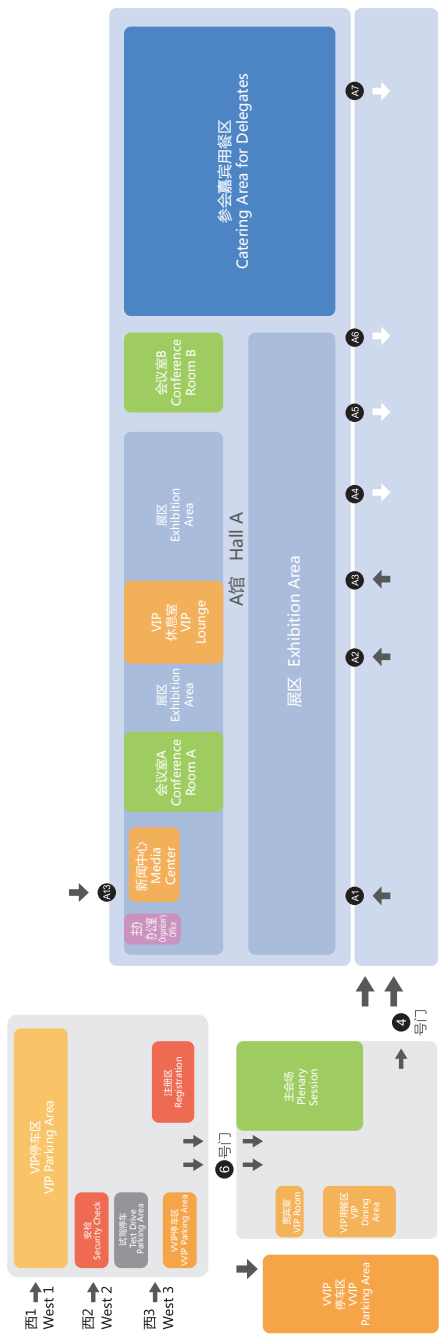 A7
参会嘉宾用餐区
Catering Area for Delegates
A6
会议室B
Conference
Room B
A5
展区
Exhibition
Area
A4
A馆 Hall A
A3
VIP
休息室
VIP
Lounge
展区 Exhibition Area
A2
展区
Exhibition
Area
会议室A
Conference
Room A
新闻中心
Media
Center
A13
A1
主办
办公室
Organizer's
Office
4
号门
VIP停车区
VIP Parking Area
注册区
Registration
主会场
Plenary
Session
6
号门
安检
Security Check
试驾停车
Test Drive
Parking Area
VVIP停车区
VVIP Parking Area
贵宾室
VIP Room
VIP用餐区
VIP
Dining
Area
西1
West 1
西2
West 2
西3
West 3
VVIP
停车区
VVIP
Parking Area